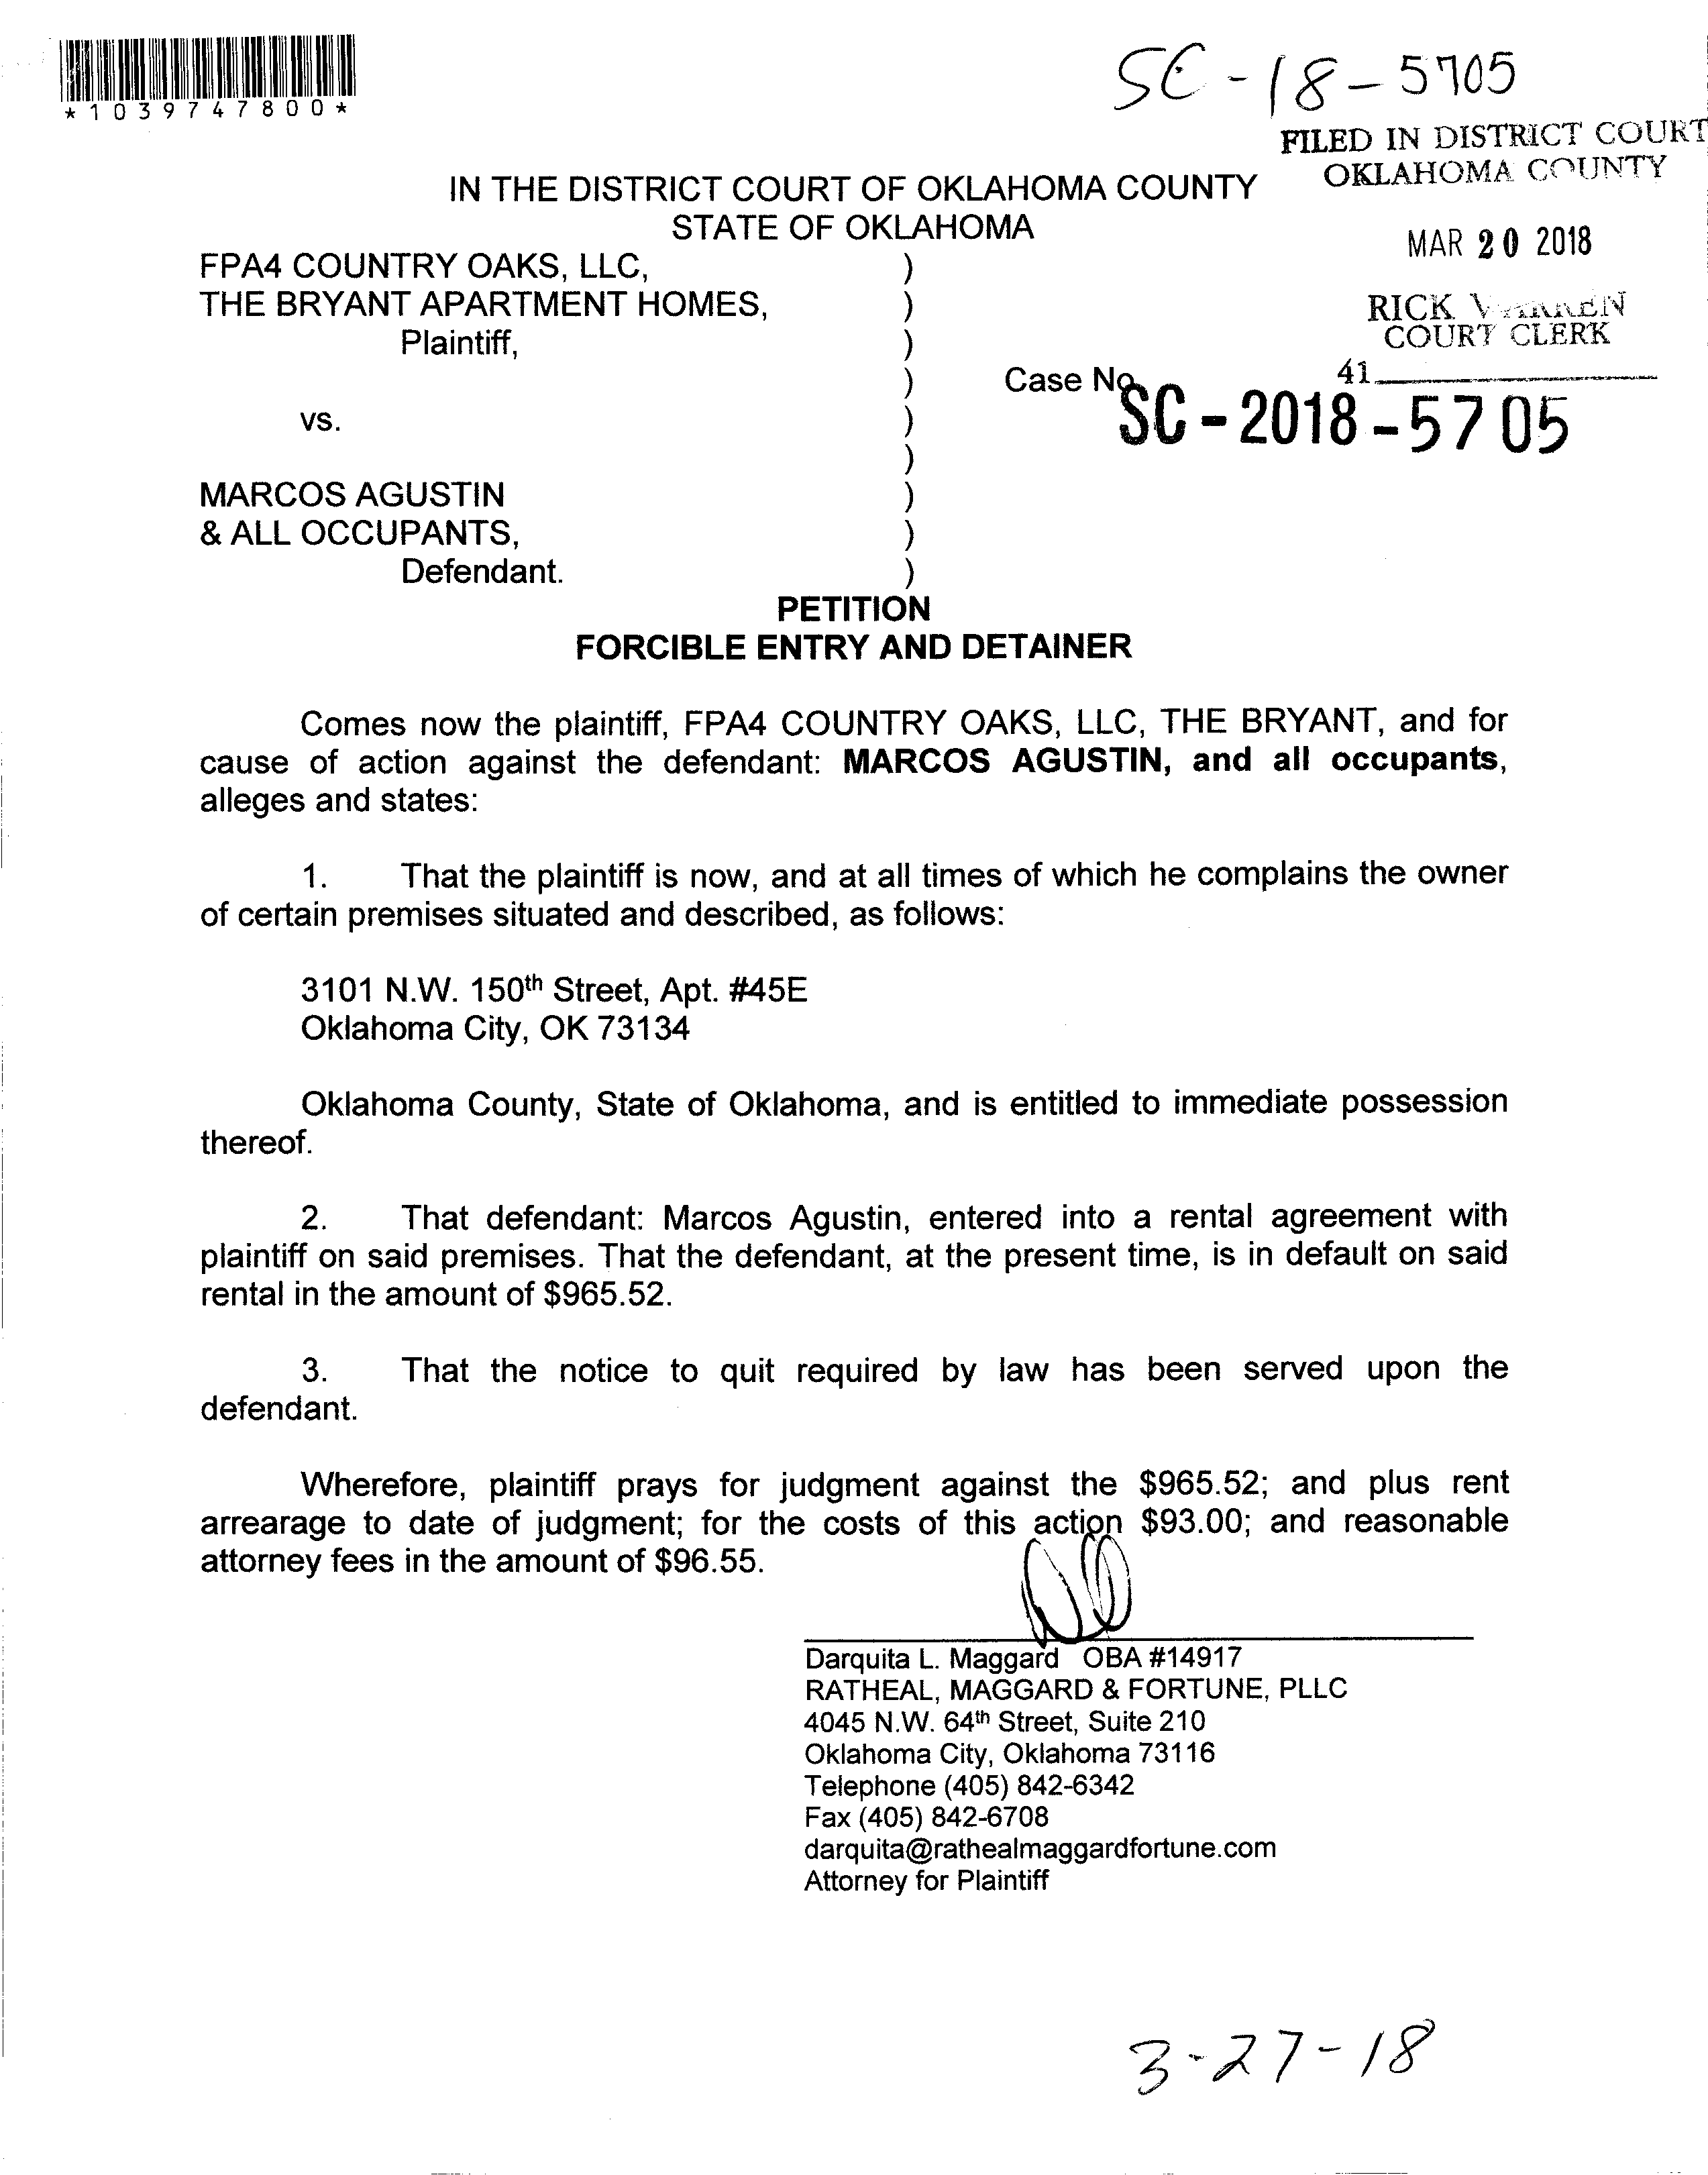 *1039747800*
SC-18-5705
FILED IN DISTRICT COURT
OKLAHOMA COUNTY
IN THE DISTRICT COURT OF OKLAHOMA COUNTY
STATE OF OKLAHOMA
MAR 20 2018
FPA4 COUNTRY OAKS, LLC, )
THE BRYANT APARTMENT HOMES, )
RICK WARREN
COURT CLERK
Plaintiff, )
41
) Case No.
SC-2018-5705
vs. )
)
MARCOS AGUSTIN )
& ALL OCCUPANTS, )
Defendant. )
PETITION
FORCIBLE ENTRY AND DETAINER
Comes now the plaintiff, FPA4 COUNTRY OAKS, LLC, THE BRYANT, and for
cause of action against the defendant: MARCOS AGUSTIN, and all occupants,
alleges and states:
1. That the plaintiff is now, and at all times of which he complains the owner
of certain premises situated and described, as follows:
3101 N.W. 150th Street, Apt. #45E
Oklahoma City, OK 73134
Oklahoma County, State of Oklahoma, and is entitled to immediate possession
thereof.
2. That defendant: Marcos Agustin, entered into a rental agreement with
plaintiff on said premises. That the defendant, at the present time, is in default on said
rental in the amount of $965.52.
3. That the notice to quit required by law has been served upon the
defendant.
Wherefore, plaintiff prays for judgment against the $965.52; and plus rent
arrearage to date of judgment; for the costs of this action $93.00; and reasonable
attorney fees in the amount of $96.55.
Darquita L. Maggard OBA #14917
RATHEAL, MAGGARD & FORTUNE, PLLC
4045 N.W. 64th Street, Suite 210
Oklahoma City, Oklahoma 73116
Telephone (405) 842-6342
Fax (405) 842-6708
darquita@rathealmaggardfortune.com
Attorney for Plaintiff
3-27-18